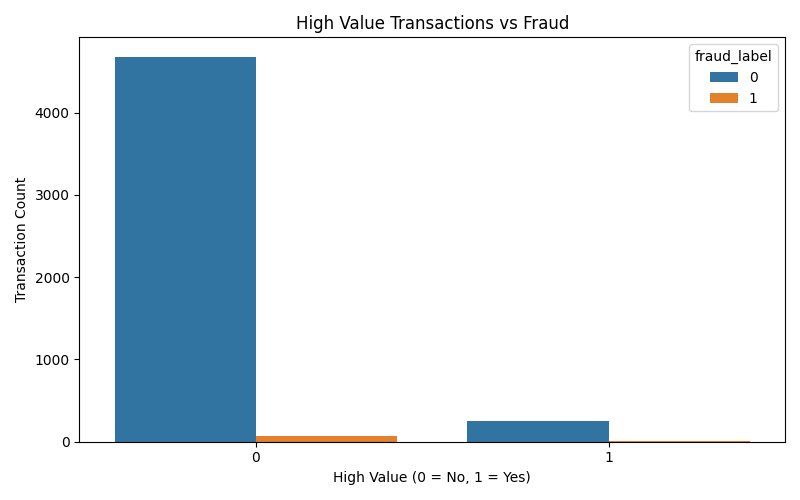 High Value Transactions vs Fraud
fraud_label
0
1
4000
3000
2000
1000
0
Transaction Count
0 1
High Value (0 = No, 1 = Yes)